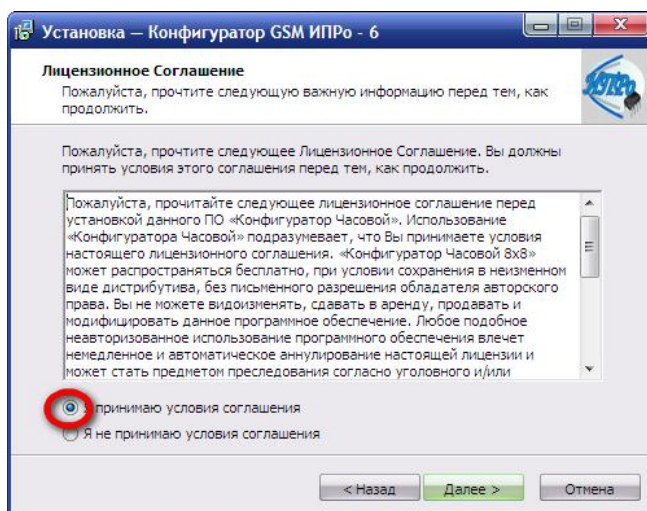 Установка — Конфигуратор GSM ИПРо - 6
Лицензионное Соглашение
Пожалуйста, прочтите следующую важную информацию перед тем, как
продолжить.
ИПРо
Пожалуйста, прочтите следующее Лицензионное Соглашение. Вы должны
принять условия этого соглашения перед тем, как продолжить.
Пожалуйста, прочитайте следующее лицензионное соглашение перед
установкой данного ПО «Конфигуратор Часовой». Использование
«Конфигуратора Часовой» подразумевает, что Вы принимаете условия
настоящего лицензионного соглашения. «Конфигуратор Часовой 8x8»
может распространяться бесплатно, при условии сохранения в неизменном
виде дистрибутива, без письменного разрешения обладателя авторского
права. Вы не можете видоизменять, сдавать в аренду, продавать и
модифицировать данное программное обеспечение. Любое подобное
неавторизованное использование программного обеспечения влечет
немедленное и автоматическое аннулирование настоящей лицензии и
может стать предметом преследования согласно уголовного и/или
Я принимаю условия соглашения
Я не принимаю условия соглашения
< Назад
Далее >
Отмена